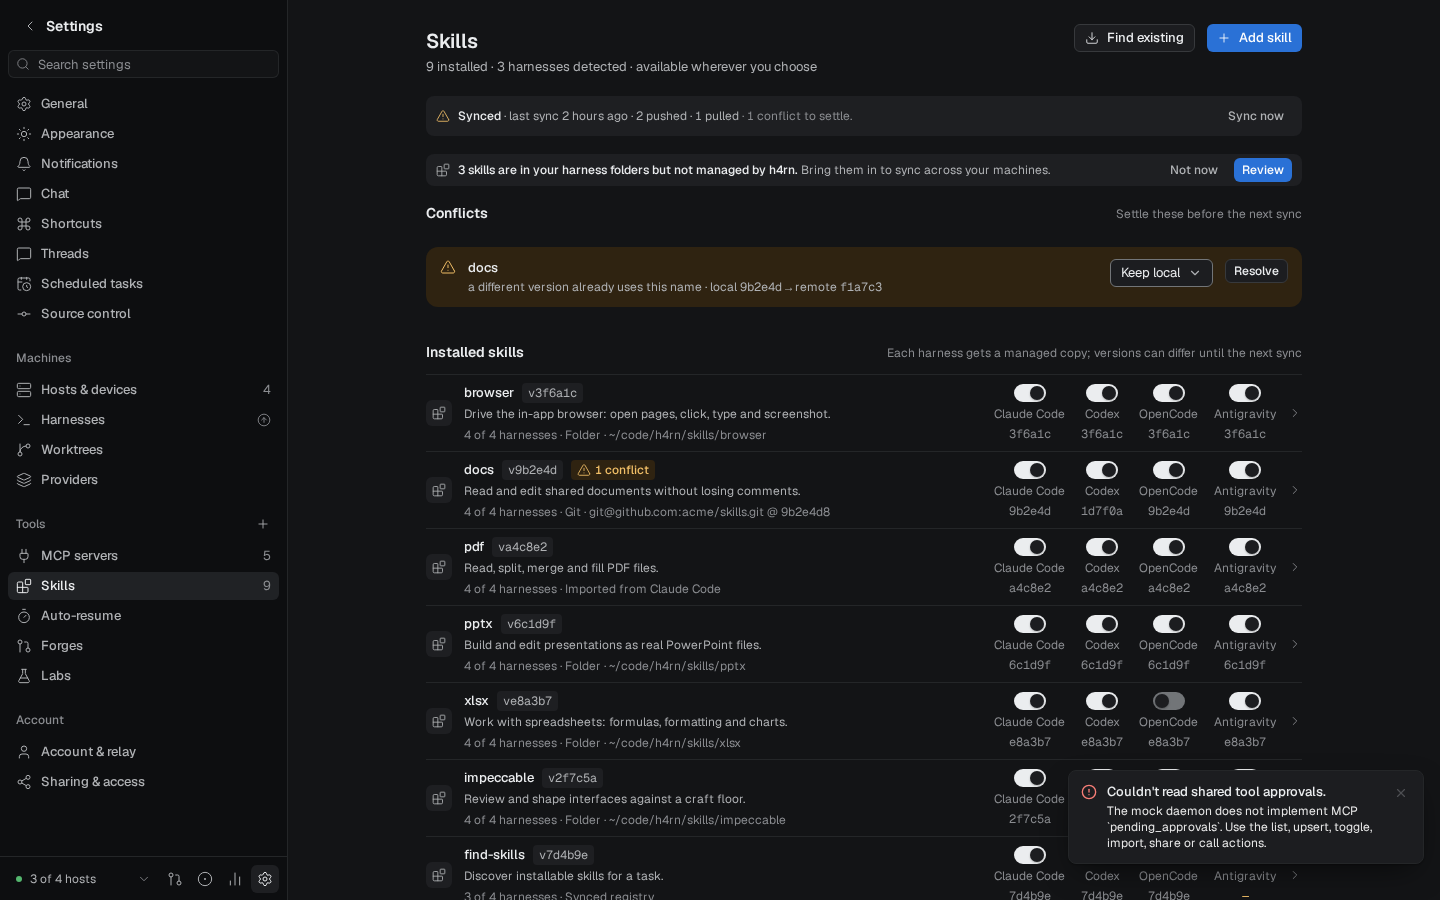 Settings
Search settings
General
Appearance
Notifications
Chat
Shortcuts
Threads
Scheduled tasks
Source control
Machines
Hosts & devices 4
Harnesses
Worktrees
Providers
Tools
MCP servers 5
Skills 9
Auto-resume
Forges
Labs
Account
Account & relay
Sharing & access
3 of 4 hosts
Skills
Find existing
Add skill
9 installed · 3 harnesses detected · available wherever you choose
Synced · last sync 2 hours ago · 2 pushed · 1 pulled · 1 conflict to settle.
Sync now
3 skills are in your harness folders but not managed by h4rn. Bring them in to sync across your machines.
Not now
Review
Conflicts
Settle these before the next sync
docs
a different version already uses this name · local 9b2e4d → remote f1a7c3
Keep local
Resolve
Installed skills
Each harness gets a managed copy; versions can differ until the next sync
browser v3f6a1c
Drive the in-app browser: open pages, click, type and screenshot.
4 of 4 harnesses · Folder · ~/code/h4rn/skills/browser
Claude Code Codex OpenCode Antigravity
3f6a1c 3f6a1c 3f6a1c 3f6a1c
docs v9b2e4d 1 conflict
Read and edit shared documents without losing comments.
4 of 4 harnesses · Git · git@github.com:acme/skills.git @ 9b2e4d8
Claude Code Codex OpenCode Antigravity
9b2e4d 1d7f0a 9b2e4d 9b2e4d
pdf va4c8e2
Read, split, merge and fill PDF files.
4 of 4 harnesses · Imported from Claude Code
Claude Code Codex OpenCode Antigravity
a4c8e2 a4c8e2 a4c8e2 a4c8e2
pptx v6c1d9f
Build and edit presentations as real PowerPoint files.
4 of 4 harnesses · Folder · ~/code/h4rn/skills/pptx
Claude Code Codex OpenCode Antigravity
6c1d9f 6c1d9f 6c1d9f 6c1d9f
xlsx ve8a3b7
Work with spreadsheets: formulas, formatting and charts.
4 of 4 harnesses · Folder · ~/code/h4rn/skills/xlsx
Claude Code Codex OpenCode Antigravity
e8a3b7 e8a3b7 e8a3b7 e8a3b7
impeccable v2f7c5a
Review and shape interfaces against a craft floor.
4 of 4 harnesses · Folder · ~/code/h4rn/skills/impeccable
Claude Code
2f7c5a
find-skills v7d4b9e
Discover installable skills for a task.
3 of 4 harnesses · Synced registry
Claude Code Codex OpenCode Antigravity
7d4b9e 7d4b9e 7d4b9e
Couldn't read shared tool approvals.
The mock daemon does not implement MCP
`pending_approvals`. Use the list, upsert, toggle,
import, share or call actions.